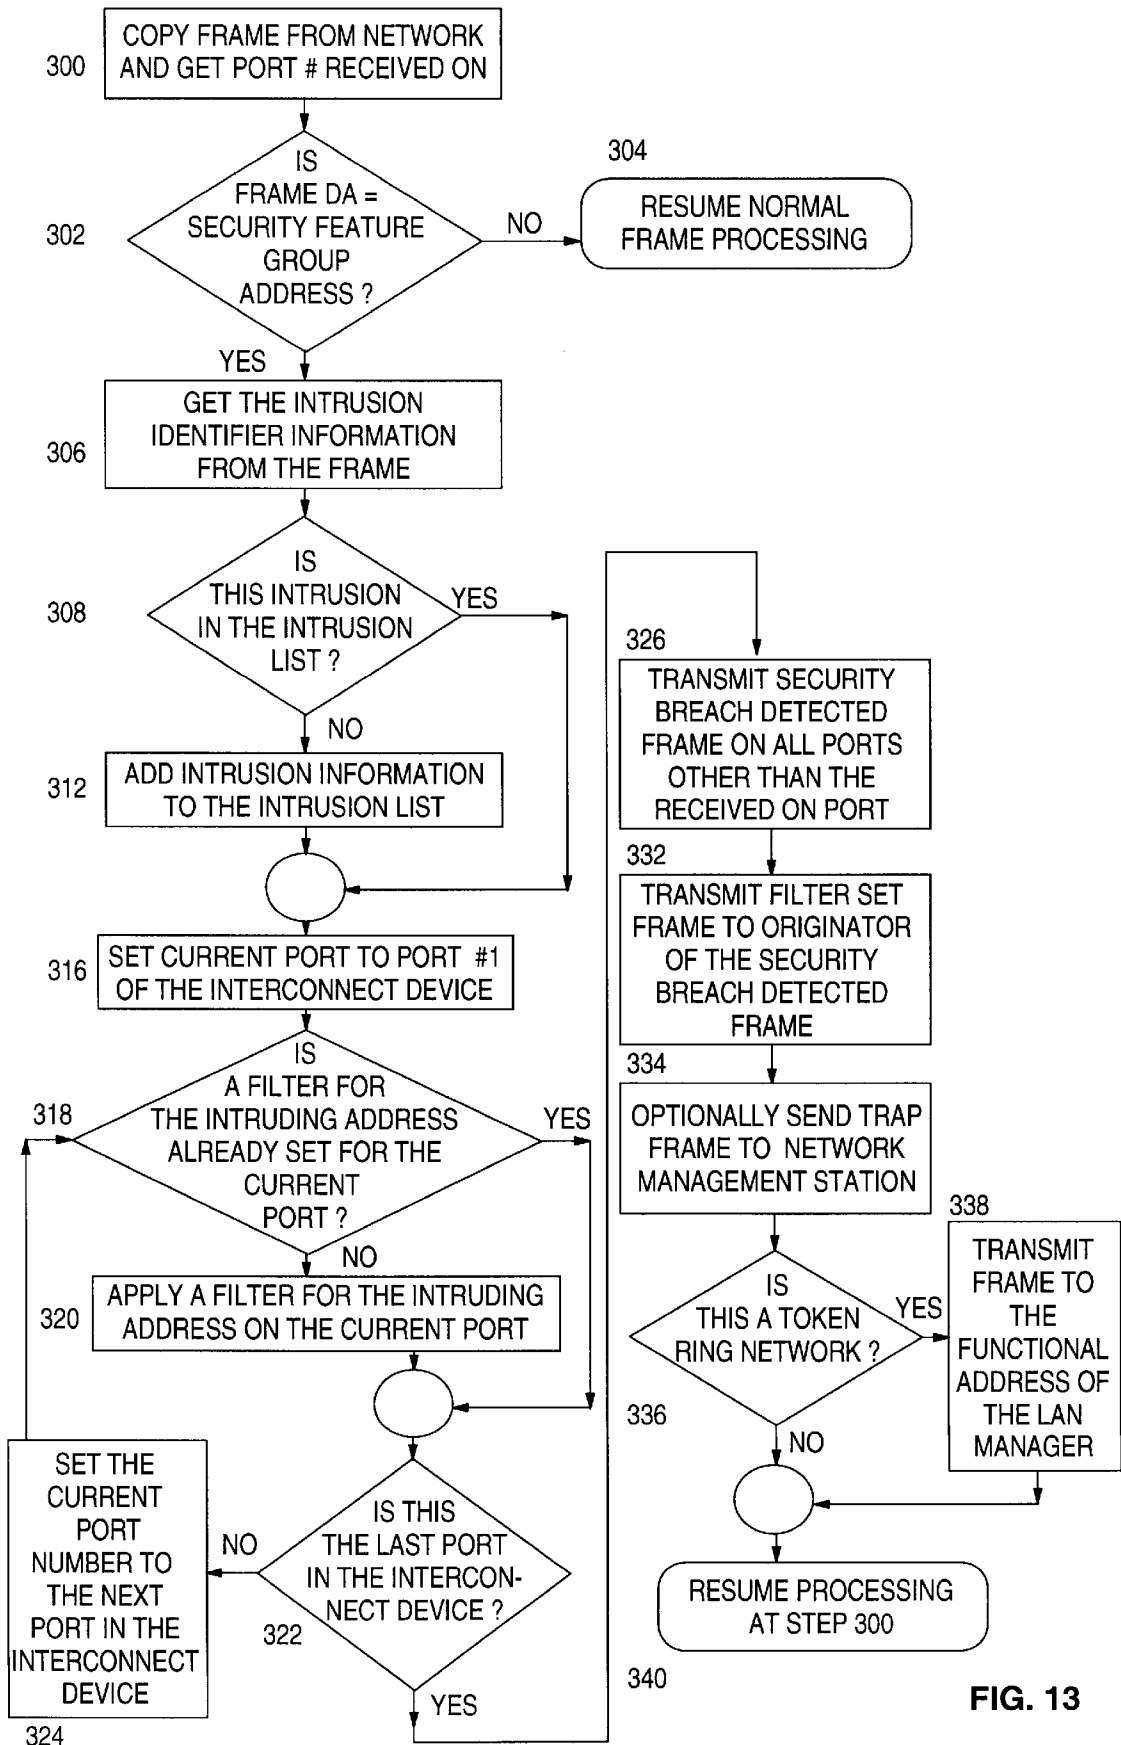 COPY FRAME FROM NETWORK
AND GET PORT # RECEIVED ON
300
IS
FRAME DA =
SECURITY FEATURE
GROUP
ADDRESS ?
302
NO
304
RESUME NORMAL
FRAME PROCESSING
YES
GET THE INTRUSION
IDENTIFIER INFORMATION
FROM THE FRAME
306
IS
THIS INTRUSION
IN THE INTRUSION
LIST ?
308
YES
NO
ADD INTRUSION INFORMATION
TO THE INTRUSION LIST
312
SET CURRENT PORT TO PORT #1
OF THE INTERCONNECT DEVICE
316
IS
A FILTER FOR
THE INTRUDING ADDRESS
ALREADY SET FOR THE
CURRENT
PORT ?
318
YES
NO
APPLY A FILTER FOR THE INTRUDING
ADDRESS ON THE CURRENT PORT
320
IS THIS
THE LAST PORT
IN THE INTERCON-
NECT DEVICE ?
322
NO
SET THE
CURRENT
PORT
NUMBER TO
THE NEXT
PORT IN THE
INTERCONNECT
DEVICE
324
YES
326
TRANSMIT SECURITY
BREACH DETECTED
FRAME ON ALL PORTS
OTHER THAN THE
RECEIVED ON PORT
332
TRANSMIT FILTER SET
FRAME TO ORIGINATOR
OF THE SECURITY
BREACH DETECTED
FRAME
334
OPTIONALLY SEND TRAP
FRAME TO NETWORK
MANAGEMENT STATION
IS
THIS A TOKEN
RING NETWORK ?
336
YES
338
TRANSMIT
FRAME TO
THE
FUNCTIONAL
ADDRESS OF
THE LAN
MANAGER
NO
RESUME PROCESSING
AT STEP 300
340
FIG. 13